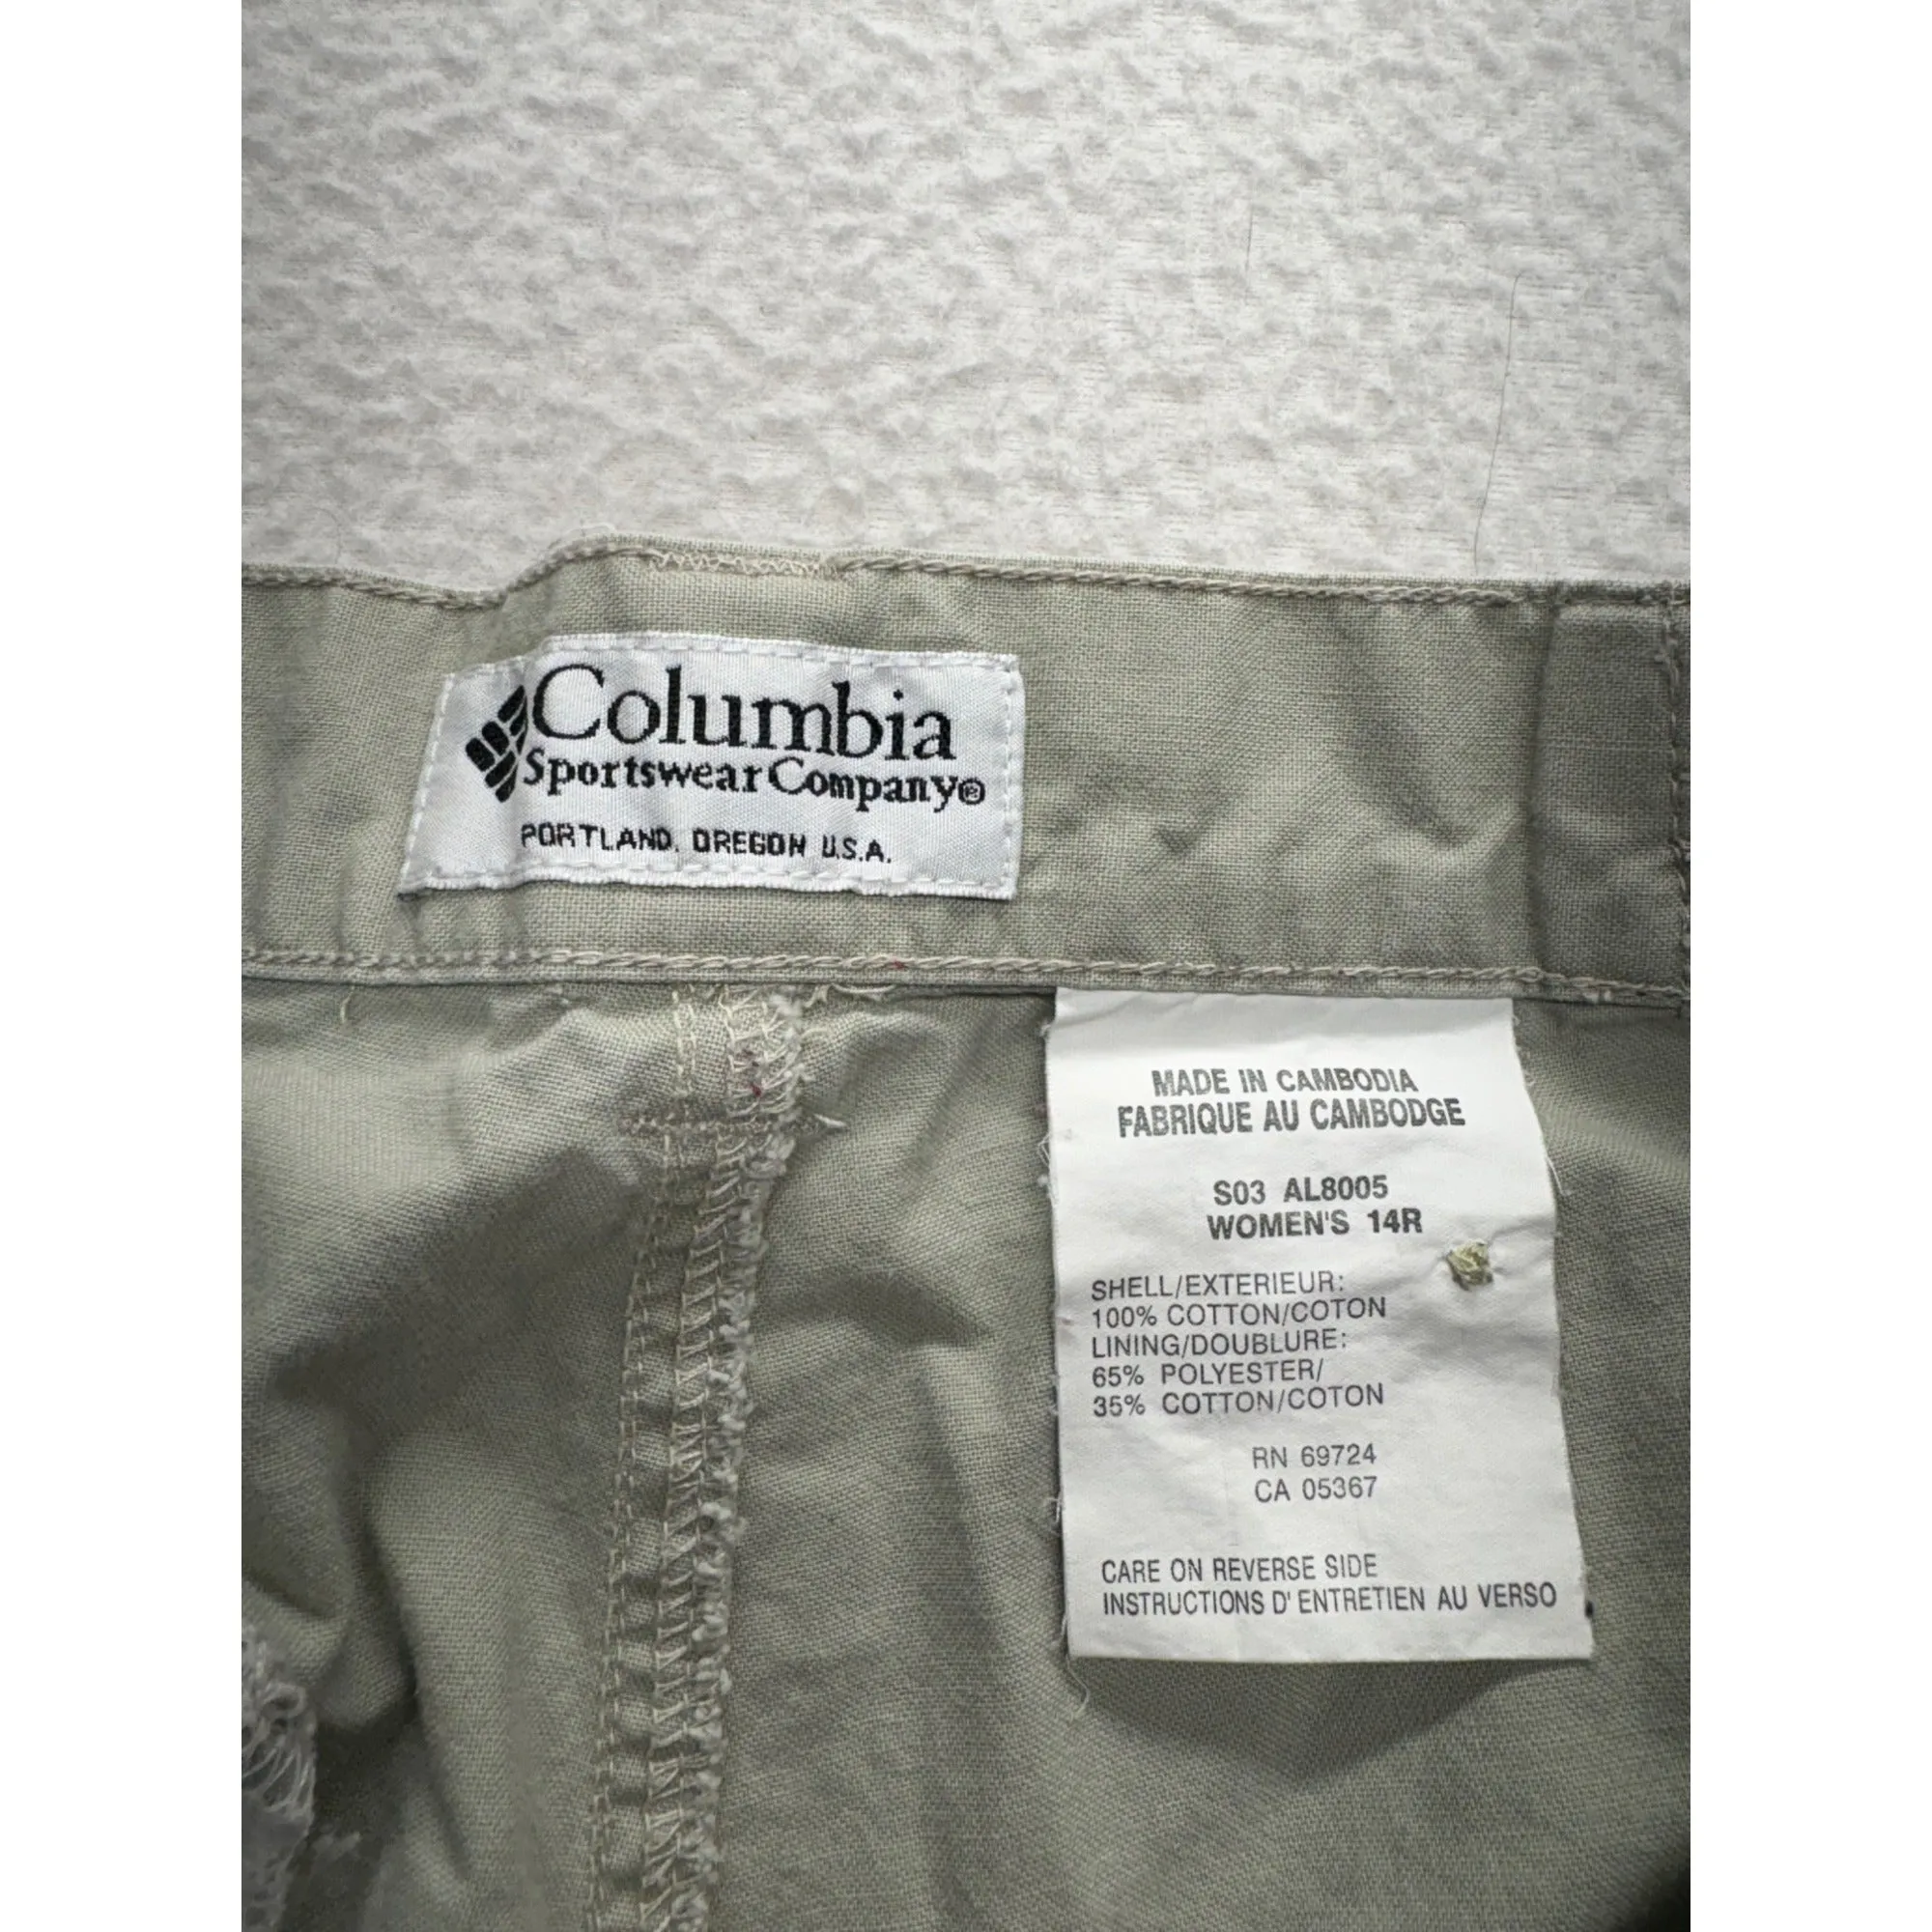 Columbia
Sportswear Company®
PORTLAND, OREGON U.S.A.
MADE IN CAMBODIA
FABRIQUE AU CAMBODGE
S03 AL8005
WOMEN'S 14R
SHELL/EXTERIEUR:
100% COTTON/COTON
LINING/DOUBLURE:
65% POLYESTER/
35% COTTON/COTON
RN 69724
CA 05367
CARE ON REVERSE SIDE
INSTRUCTIONS D' ENTRETIEN AU VERSO